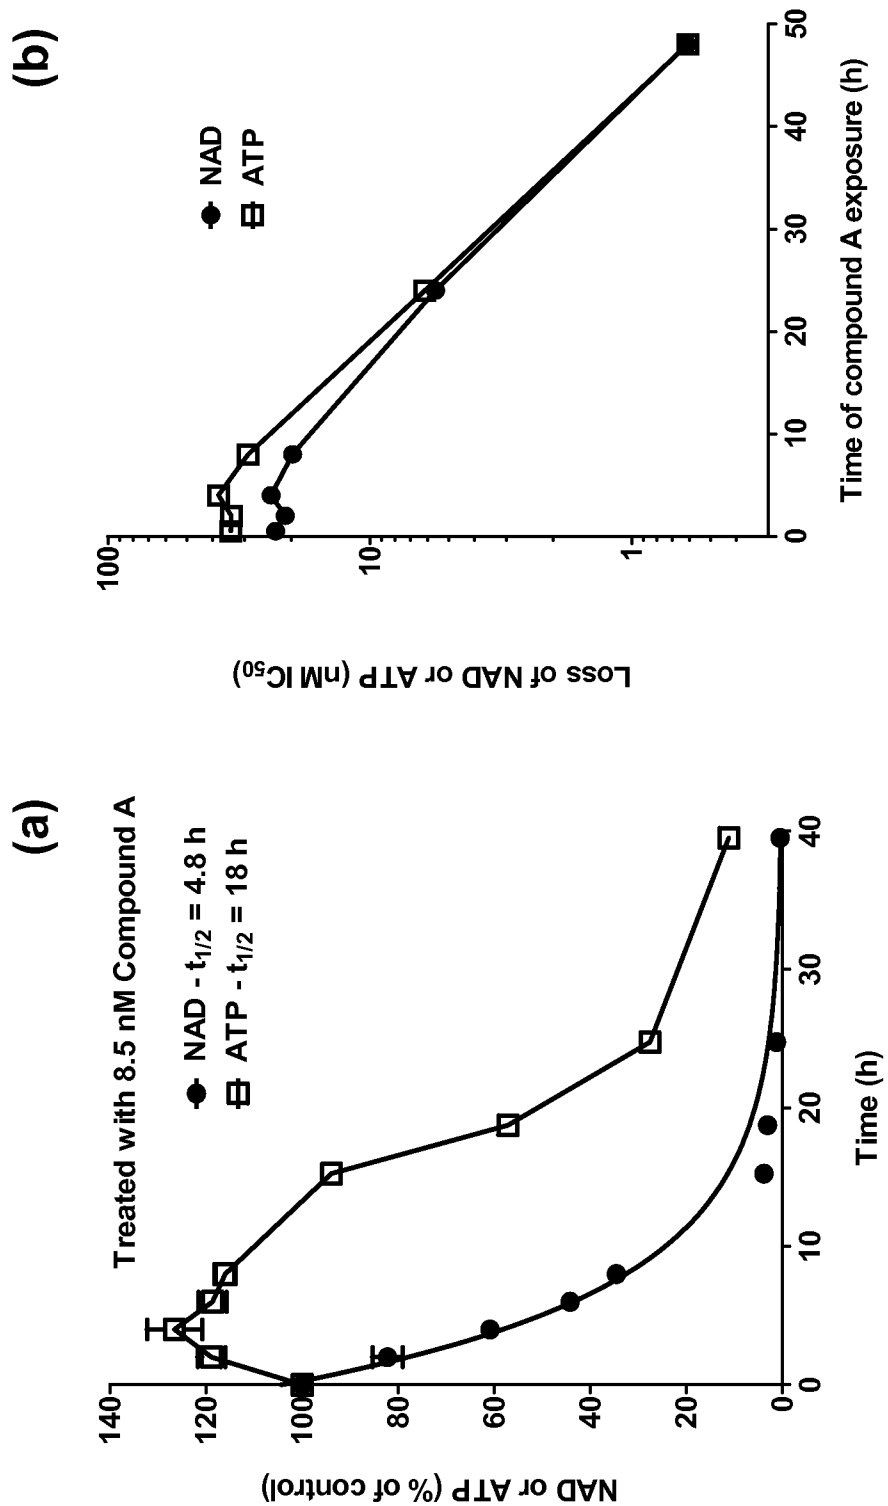 (a)
Treated with 8.5 nM Compound A
NAD - t1/2 = 4.8 h
ATP - t1/2 = 18 h
NAD or ATP (% of control)
140
120
100
80
60
40
20
0
0
10
20
30
40
Time (h)
(b)
NAD
ATP
Loss of NAD or ATP (nM IC50)
100
10
1
0
10
20
30
40
50
Time of compound A exposure (h)